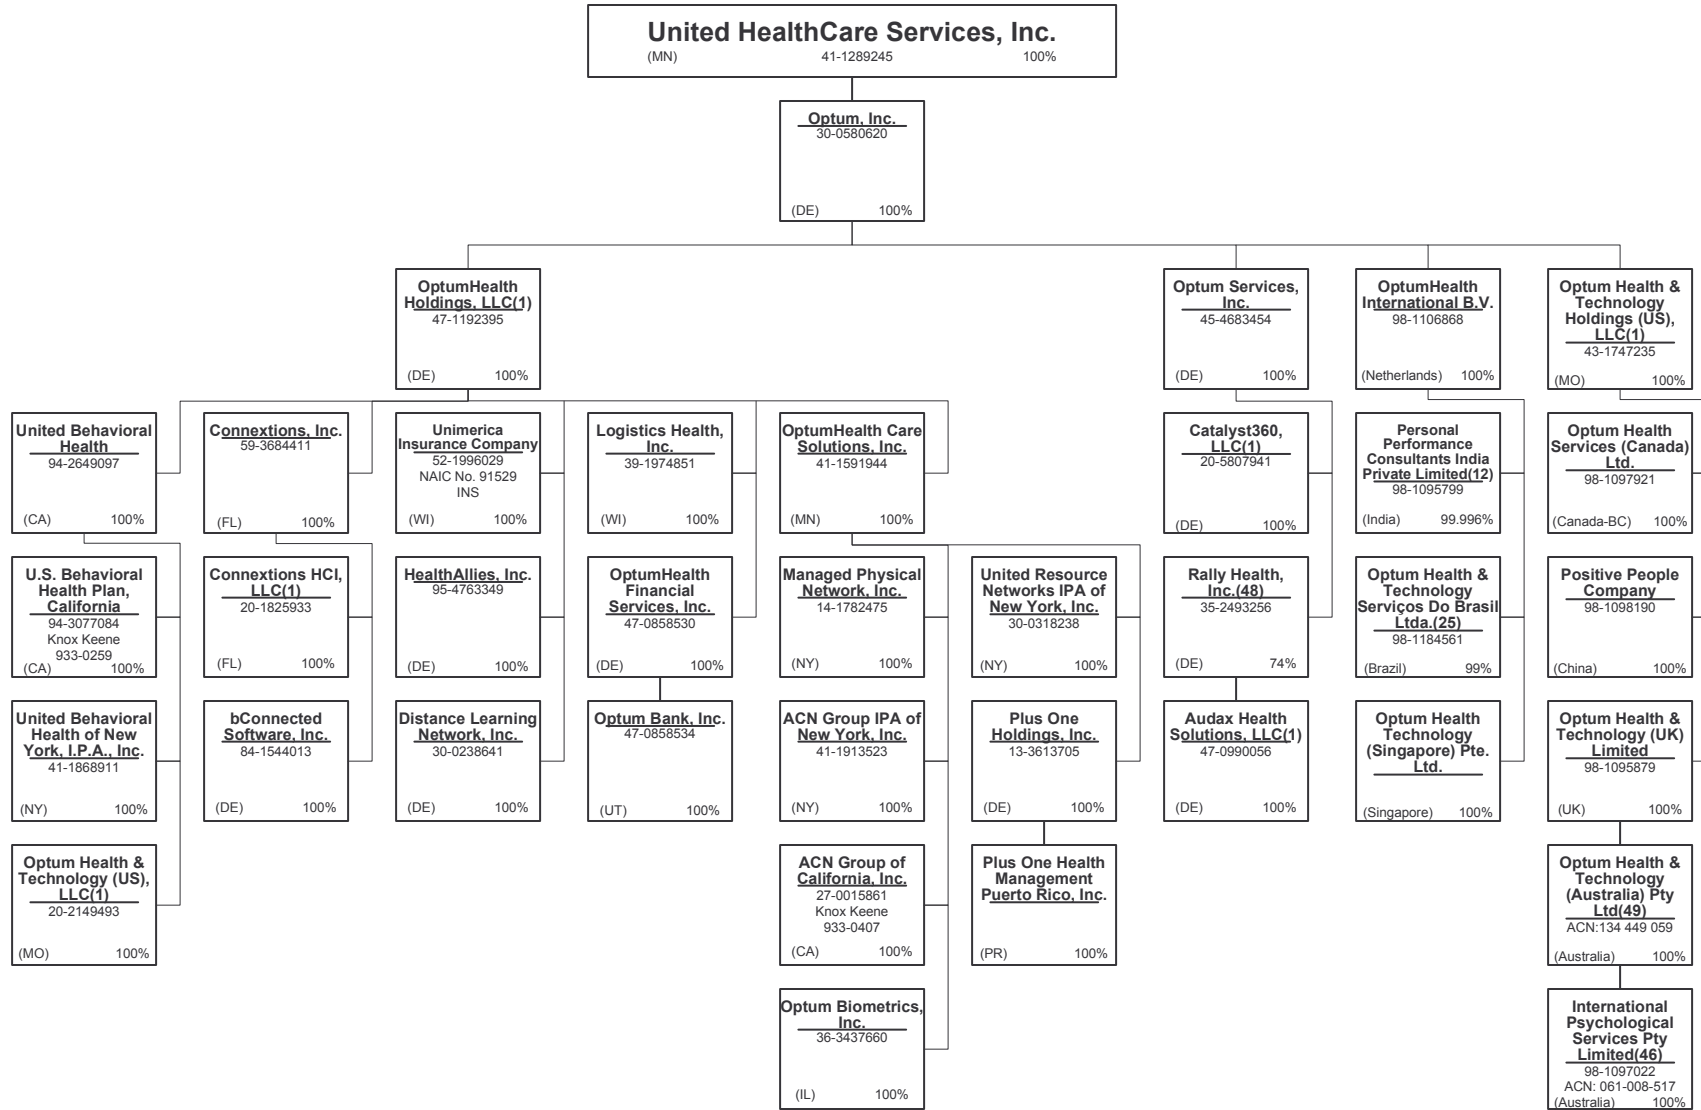 United HealthCare Services, Inc.
(MN) 41-1289245 100%
Optum, Inc.
30-0580620
(DE) 100%
OptumHealth
Holdings, LLC(1)
47-1192395
(DE) 100%
Optum Services,
Inc.
45-4683454
(DE) 100%
OptumHealth
International B.V.
98-1106868
(Netherlands) 100%
Optum Health &
Technology
Holdings (US),
LLC(1)
43-1747235
(MO) 100%
United Behavioral
Health
94-2649097
(CA) 100%
Connextions, Inc.
59-3684411
(FL) 100%
Unimerica
Insurance Company
52-1996029
NAIC No. 91529
INS
(WI) 100%
Logistics Health,
Inc.
39-1974851
(WI) 100%
OptumHealth Care
Solutions, Inc.
41-1591944
(MN) 100%
Catalyst360,
LLC(1)
20-5807941
(DE) 100%
Personal
Performance
Consultants India
Private Limited(12)
98-1095799
(India) 99.996%
Optum Health
Services (Canada)
Ltd.
98-1097921
(Canada-BC) 100%
U.S. Behavioral
Health Plan,
California
94-3077084
Knox Keene
933-0259
(CA) 100%
Connextions HCI,
LLC(1)
20-1825933
(FL) 100%
HealthAllies, Inc.
95-4763349
(DE) 100%
OptumHealth
Financial
Services, Inc.
47-0858530
(DE) 100%
Managed Physical
Network, Inc.
14-1782475
(NY) 100%
United Resource
Networks IPA of
New York, Inc.
30-0318238
(NY) 100%
Rally Health,
Inc.(48)
35-2493256
(DE) 74%
Optum Health &
Technology
Serviços Do Brasil
Ltda.(25)
98-1184561
(Brazil) 99%
Positive People
Company
98-1098190
(China) 100%
United Behavioral
Health of New
York, I.P.A., Inc.
41-1868911
(NY) 100%
bConnected
Software, Inc.
84-1544013
(DE) 100%
Distance Learning
Network, Inc.
30-0238641
(DE) 100%
Optum Bank, Inc.
47-0858534
(UT) 100%
ACN Group IPA of
New York, Inc.
41-1913523
(NY) 100%
Plus One
Holdings, Inc.
13-3613705
(DE) 100%
Audax Health
Solutions, LLC(1)
47-0990056
(DE) 100%
Optum Health
Technology
(Singapore) Pte.
Ltd.
(Singapore) 100%
Optum Health &
Technology (UK)
Limited
98-1095879
(UK) 100%
Optum Health &
Technology (US),
LLC(1)
20-2149493
(MO) 100%
ACN Group of
California, Inc.
27-0015861
Knox Keene
933-0407
(CA) 100%
Plus One Health
Management
Puerto Rico, Inc.
(PR) 100%
Optum Health &
Technology
(Australia) Pty
Ltd(49)
ACN:134 449 059
(Australia) 100%
Optum Biometrics,
Inc.
36-3437660
(IL) 100%
International
Psychological
Services Pty
Limited(46)
98-1097022
ACN: 061-008-517
(Australia) 100%